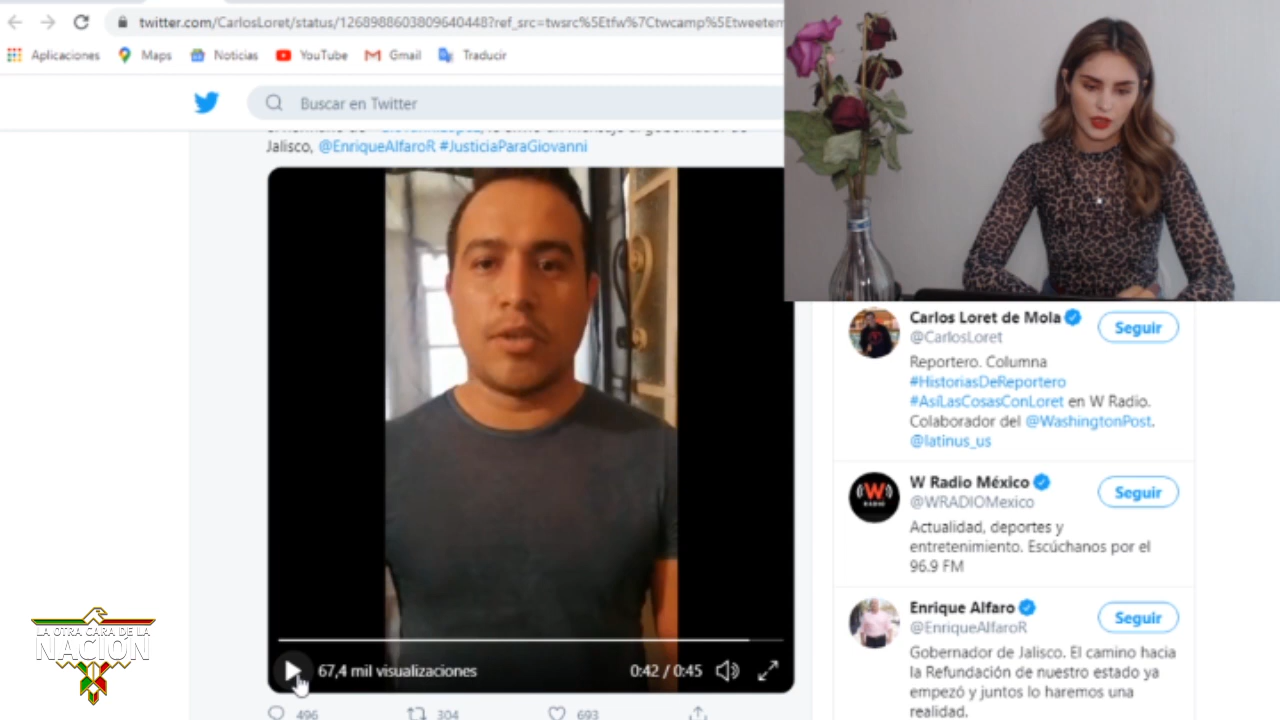 twitter.com/CarlosLoret/status/1268988603809640448?ref_src=twsrc%5Etfw%7Ctwcamp%5Etweetem
Aplicaciones
Maps
Noticias
YouTube
Gmail
Traducir
Buscar en Twitter
Jalisco, @EnriqueAlfaroR #JusticiaParaGiovanni
67,4 mil visualizaciones
0:42 / 0:45
496
304
693
Carlos Loret de Mola
@CarlosLoret
Seguir
Reportero. Columna
#HistoriasDeReportero
#AsíLasCosasConLoret en W Radio.
Colaborador del @WashingtonPost.
@latinus_us
W Radio México
@WRADIOMexico
Seguir
Actualidad, deportes y
entretenimiento. Escúchanos por el
96.9 FM
Enrique Alfaro
@EnriqueAlfaroR
Seguir
Gobernador de Jalisco. El camino hacia
la Refundación de nuestro estado ya
empezó y juntos lo haremos una
realidad.
LA OTRA CARA DE LA
NACIÓN